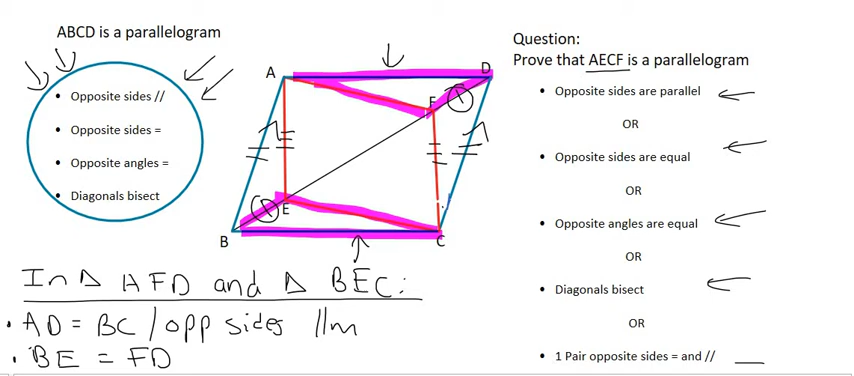 ABCD is a parallelogram
• Opposite sides //
• Opposite sides =
• Opposite angles =
• Diagonals bisect
A
D
F
x
x
E
B
C
In △ AFD and △ BEC:
• AD = BC / opp sides //m
• BE = FD
Question:
Prove that AECF is a parallelogram
• Opposite sides are parallel
OR
• Opposite sides are equal
OR
• Opposite angles are equal
OR
• Diagonals bisect
OR
• 1 Pair opposite sides = and //